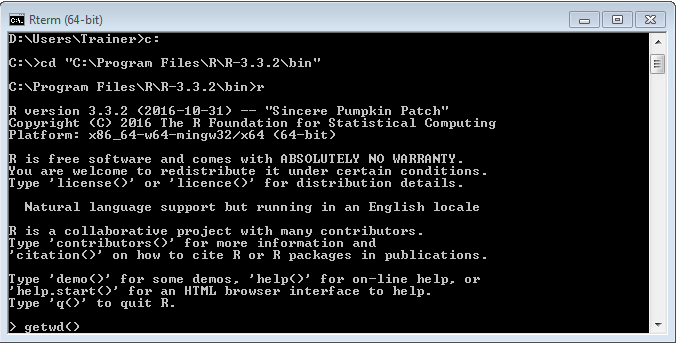 Rterm (64-bit)
D:\Users\Trainer>c:
C:\>cd "C:\Program Files\R\R-3.3.2\bin"
C:\Program Files\R\R-3.3.2\bin>r
R version 3.3.2 (2016-10-31) -- "Sincere Pumpkin Patch"
Copyright (C) 2016 The R Foundation for Statistical Computing
Platform: x86_64-w64-mingw32/x64 (64-bit)
R is free software and comes with ABSOLUTELY NO WARRANTY.
You are welcome to redistribute it under certain conditions.
Type 'license()' or 'licence()' for distribution details.
Natural language support but running in an English locale
R is a collaborative project with many contributors.
Type 'contributors()' for more information and
'citation()' on how to cite R or R packages in publications.
Type 'demo()' for some demos, 'help()' for on-line help, or
'help.start()' for an HTML browser interface to help.
Type 'q()' to quit R.
> getwd()